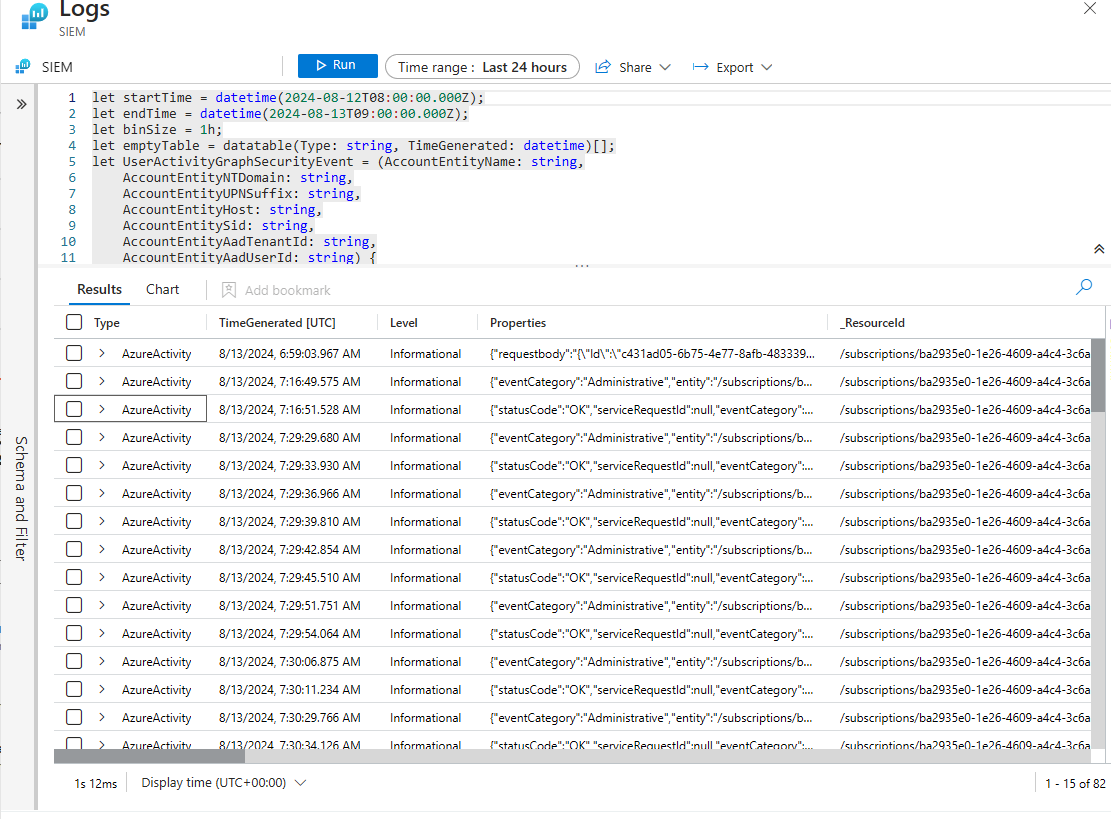 Logs
SIEM
SIEM
Run
Time range : Last 24 hours
Share
Export
1 let startTime = datetime(2024-08-12T08:00:00.000Z);
2 let endTime = datetime(2024-08-13T09:00:00.000Z);
3 let binSize = 1h;
4 let emptyTable = datatable(Type: string, TimeGenerated: datetime)[];
5 let UserActivityGraphSecurityEvent = (AccountEntityName: string,
6 AccountEntityNTDomain: string,
7 AccountEntityUPNSuffix: string,
8 AccountEntityHost: string,
9 AccountEntitySid: string,
10 AccountEntityAadTenantId: string,
11 AccountEntityAadUserId: string) {
Schema and Filter
Results Chart Add bookmark
Type TimeGenerated [UTC] Level Properties _ResourceId
AzureActivity 8/13/2024, 6:59:03.967 AM Informational {"requestbody":"{\"Id\":\"c431ad05-6b75-4e77-8afb-483339... /subscriptions/ba2935e0-1e26-4609-a4c4-3c6a
AzureActivity 8/13/2024, 7:16:49.575 AM Informational {"eventCategory":"Administrative","entity":"/subscriptions/b... /subscriptions/ba2935e0-1e26-4609-a4c4-3c6a
AzureActivity 8/13/2024, 7:16:51.528 AM Informational {"statusCode":"OK","serviceRequestId":null,"eventCategory":... /subscriptions/ba2935e0-1e26-4609-a4c4-3c6a
AzureActivity 8/13/2024, 7:29:29.680 AM Informational {"eventCategory":"Administrative","entity":"/subscriptions/b... /subscriptions/ba2935e0-1e26-4609-a4c4-3c6a
AzureActivity 8/13/2024, 7:29:33.930 AM Informational {"statusCode":"OK","serviceRequestId":null,"eventCategory":... /subscriptions/ba2935e0-1e26-4609-a4c4-3c6a
AzureActivity 8/13/2024, 7:29:36.966 AM Informational {"eventCategory":"Administrative","entity":"/subscriptions/b... /subscriptions/ba2935e0-1e26-4609-a4c4-3c6a
AzureActivity 8/13/2024, 7:29:39.810 AM Informational {"statusCode":"OK","serviceRequestId":null,"eventCategory":... /subscriptions/ba2935e0-1e26-4609-a4c4-3c6a
AzureActivity 8/13/2024, 7:29:42.854 AM Informational {"eventCategory":"Administrative","entity":"/subscriptions/b... /subscriptions/ba2935e0-1e26-4609-a4c4-3c6a
AzureActivity 8/13/2024, 7:29:45.510 AM Informational {"statusCode":"OK","serviceRequestId":null,"eventCategory":... /subscriptions/ba2935e0-1e26-4609-a4c4-3c6a
AzureActivity 8/13/2024, 7:29:51.751 AM Informational {"eventCategory":"Administrative","entity":"/subscriptions/b... /subscriptions/ba2935e0-1e26-4609-a4c4-3c6a
AzureActivity 8/13/2024, 7:29:54.064 AM Informational {"statusCode":"OK","serviceRequestId":null,"eventCategory":... /subscriptions/ba2935e0-1e26-4609-a4c4-3c6a
AzureActivity 8/13/2024, 7:30:06.875 AM Informational {"eventCategory":"Administrative","entity":"/subscriptions/b... /subscriptions/ba2935e0-1e26-4609-a4c4-3c6a
AzureActivity 8/13/2024, 7:30:11.234 AM Informational {"statusCode":"OK","serviceRequestId":null,"eventCategory":... /subscriptions/ba2935e0-1e26-4609-a4c4-3c6a
AzureActivity 8/13/2024, 7:30:29.766 AM Informational {"eventCategory":"Administrative","entity":"/subscriptions/b... /subscriptions/ba2935e0-1e26-4609-a4c4-3c6a
AzureActivity 8/13/2024, 7:30:34.126 AM Informational {"statusCode":"OK","serviceRequestId":null,"eventCategory":... /subscriptions/ba2935e0-1e26-4609-a4c4-3c6a
1s 12ms Display time (UTC+00:00) 1 - 15 of 82